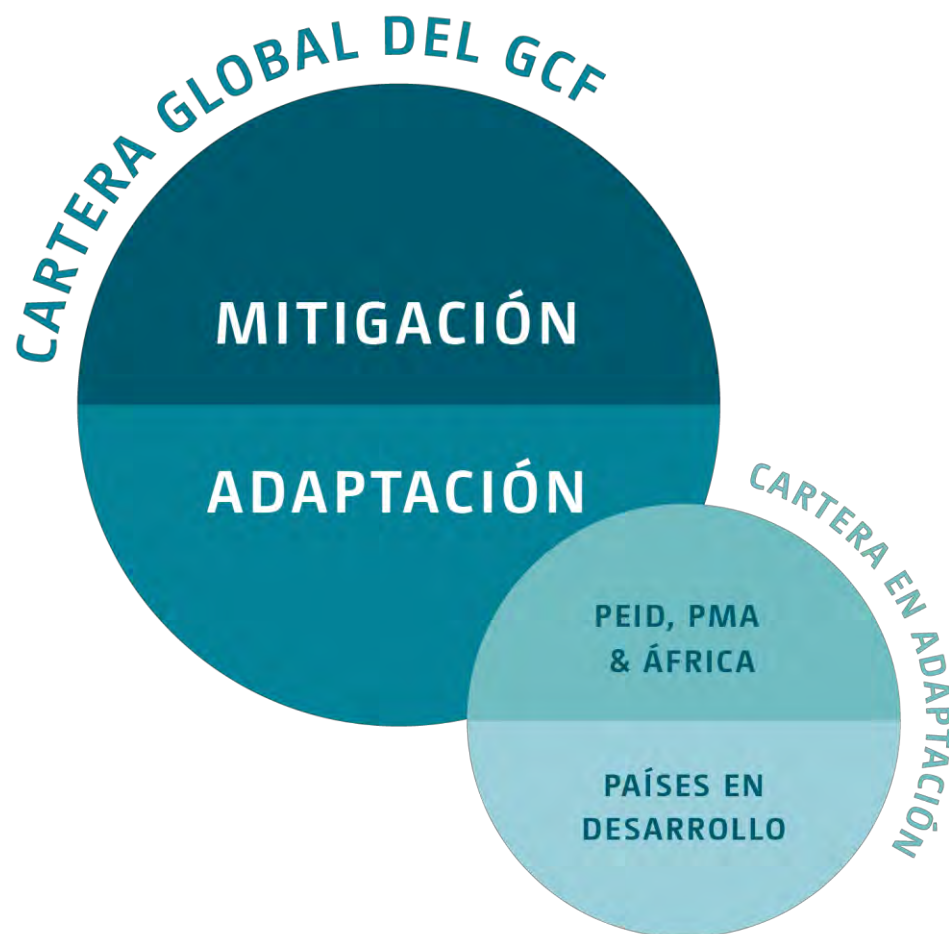 CARTERA GLOBAL DEL GCF
MITIGACIÓN
ADAPTACIÓN
CARTERA EN ADAPTACIÓN
PEID, PMA
& ÁFRICA
PAÍSES EN
DESARROLLO